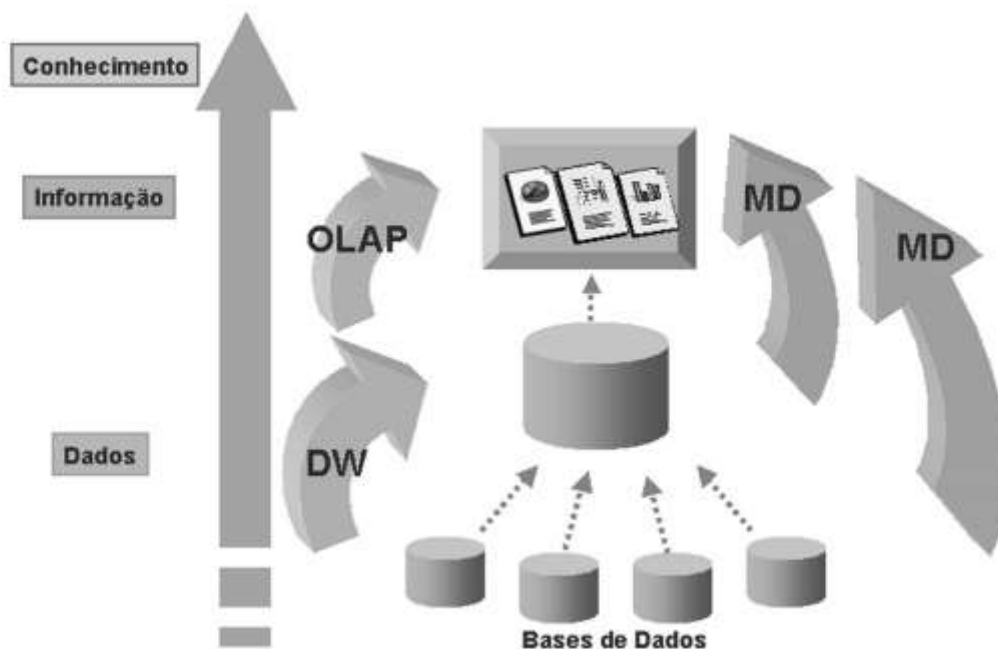 Conhecimento
Informação
OLAP
MD
MD
Dados
DW
Bases de Dados